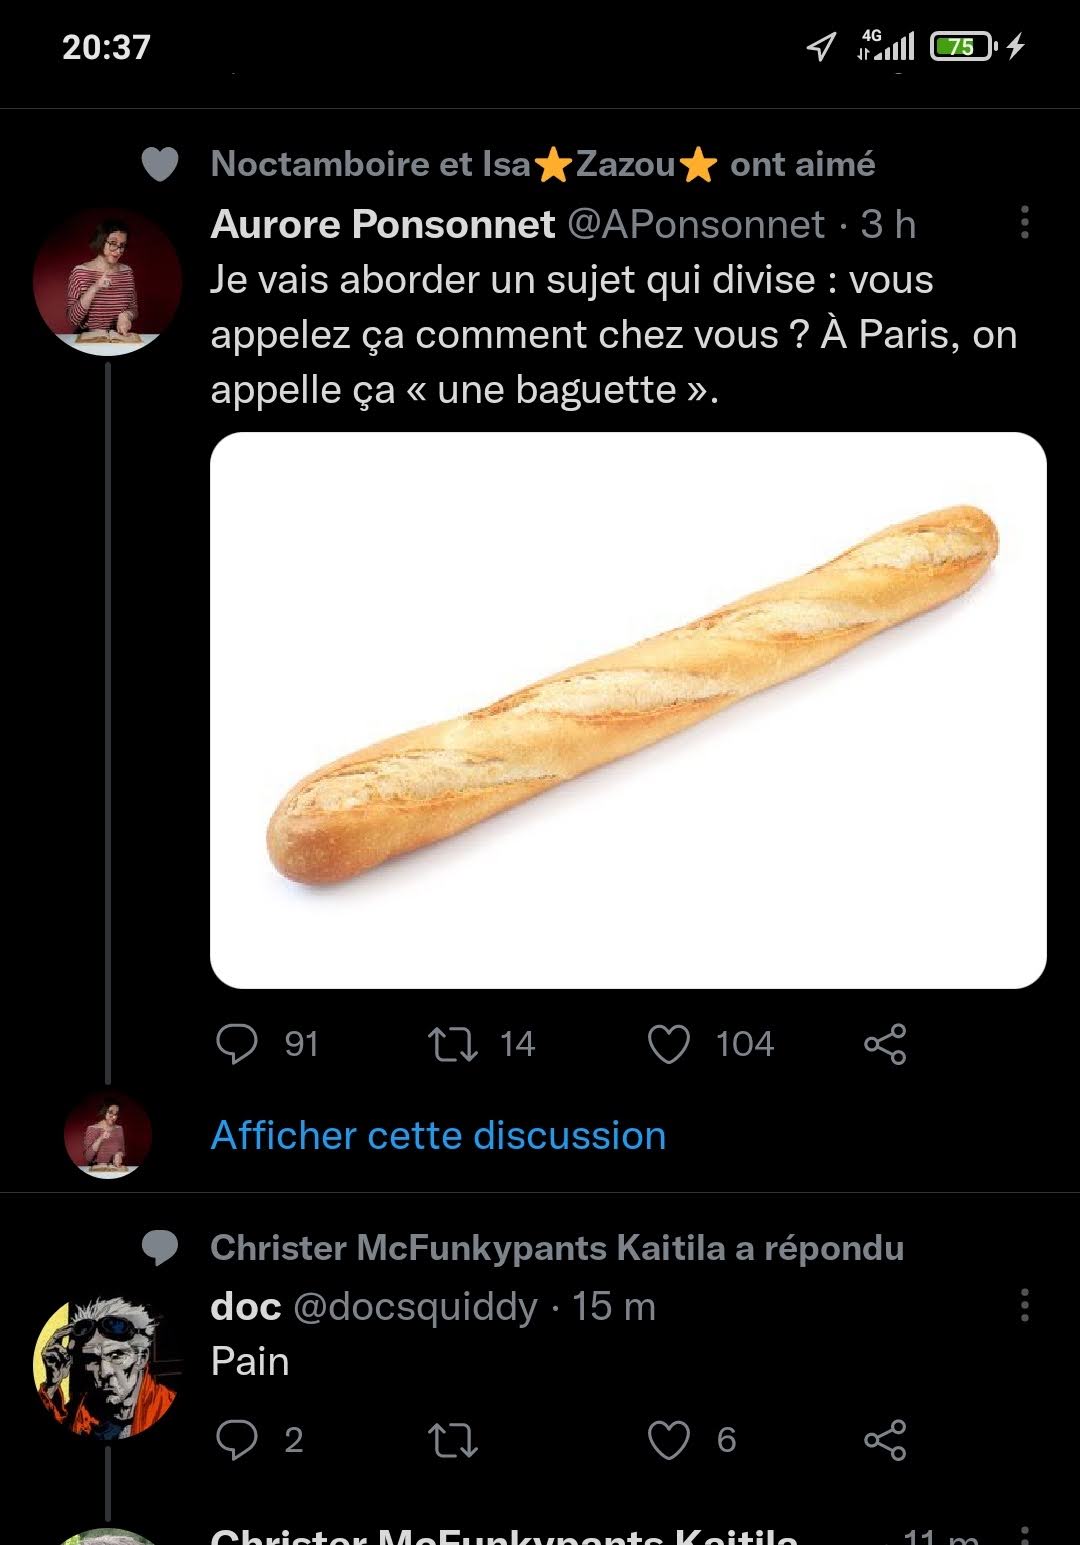 20:37
4G
75
Noctamboire et Isa⭐Zazou⭐ ont aimé
Aurore Ponsonnet @APonsonnet · 3 h
Je vais aborder un sujet qui divise : vous
appelez ça comment chez vous ? À Paris, on
appelle ça « une baguette ».
91
14
104
Afficher cette discussion
Christer McFunkypants Kaitila a répondu
doc @docsquiddy · 15 m
Pain
2
6
Christer McFunkypants Kaitila
11 m